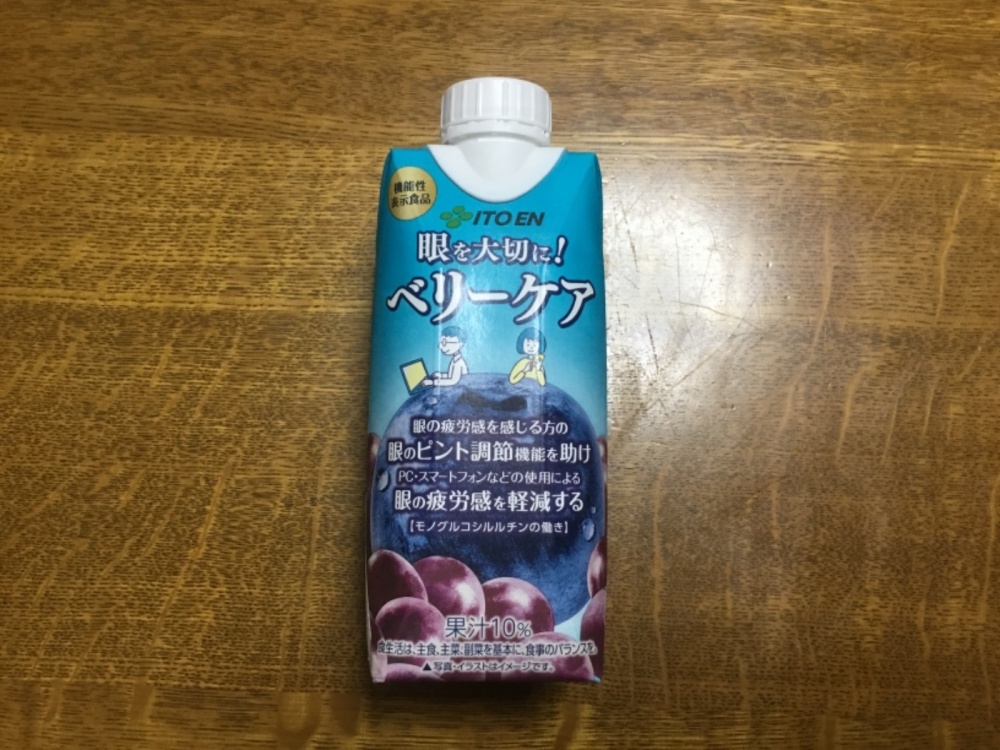 機能性
表示食品
ITO EN
眼を大切に!
ベリーケア
眼の疲労感を感じる方の
眼のピント調節機能を助け
PC・スマートフォンなどの使用による
眼の疲労感を軽減する
【モノグルコシルルチンの働き】
果汁10%
食生活は、主食、主菜、副菜を基本に、食事のバランスを。
▲写真・イラストはイメージです。